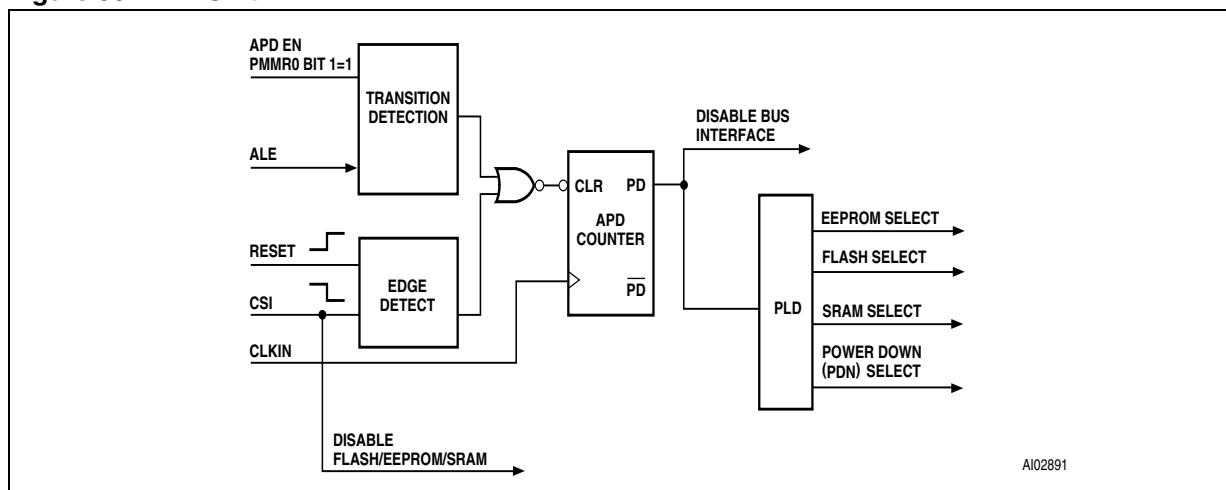 APD EN
PMMR0 BIT 1=1
TRANSITION
DETECTION
ALE
RESET
CSI
EDGE
DETECT
CLKIN
DISABLE
FLASH/EEPROM/SRAM
CLR
PD
APD
COUNTER
PD
DISABLE BUS
INTERFACE
PLD
EEPROM SELECT
FLASH SELECT
SRAM SELECT
POWER DOWN
(PDN) SELECT
AI02891